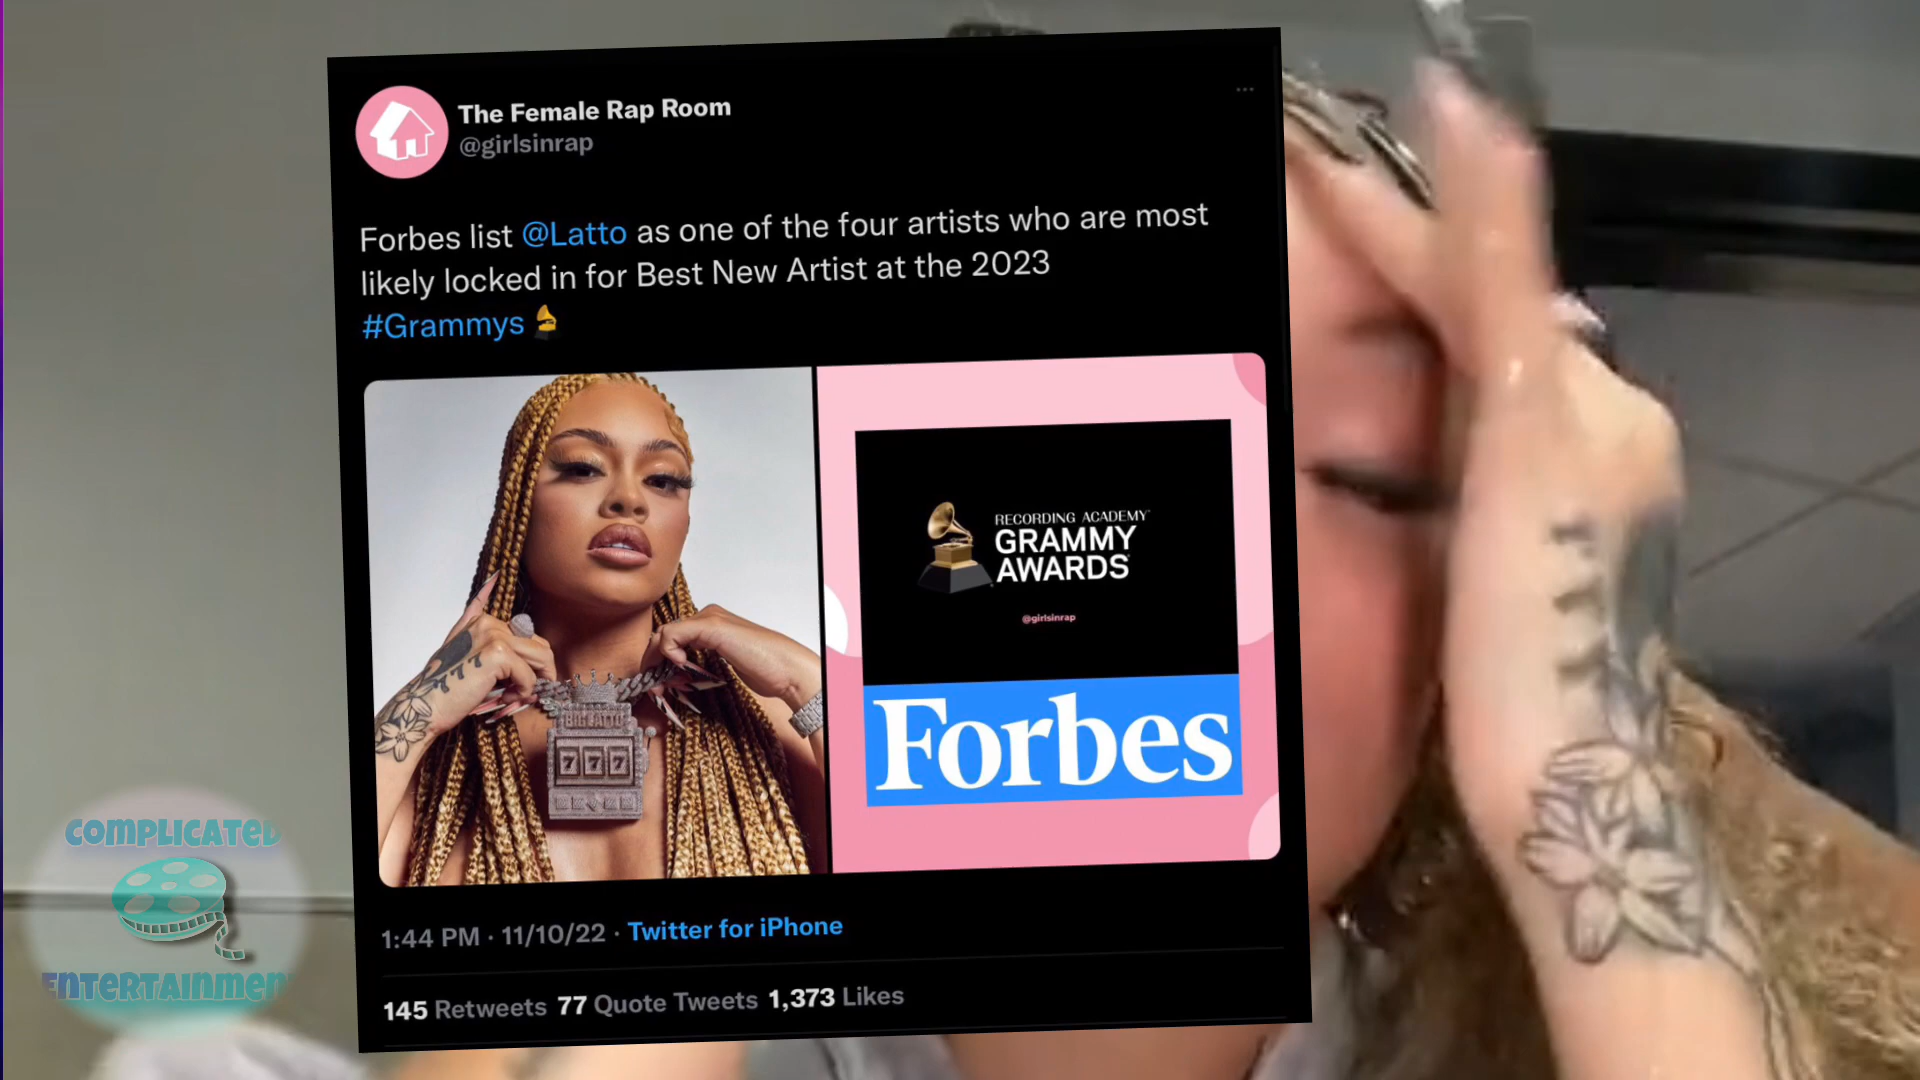 The Female Rap Room
@girlsinrap
Forbes list @Latto as one of the four artists who are most
likely locked in for Best New Artist at the 2023
#Grammys
BIG LATTO
777
777
RECORDING ACADEMY
GRAMMY
AWARDS
@girlsinrap
Forbes
1:44 PM · 11/10/22 · Twitter for iPhone
145 Retweets 77 Quote Tweets 1,373 Likes
COMPLICATED
ENTERTAINMEN